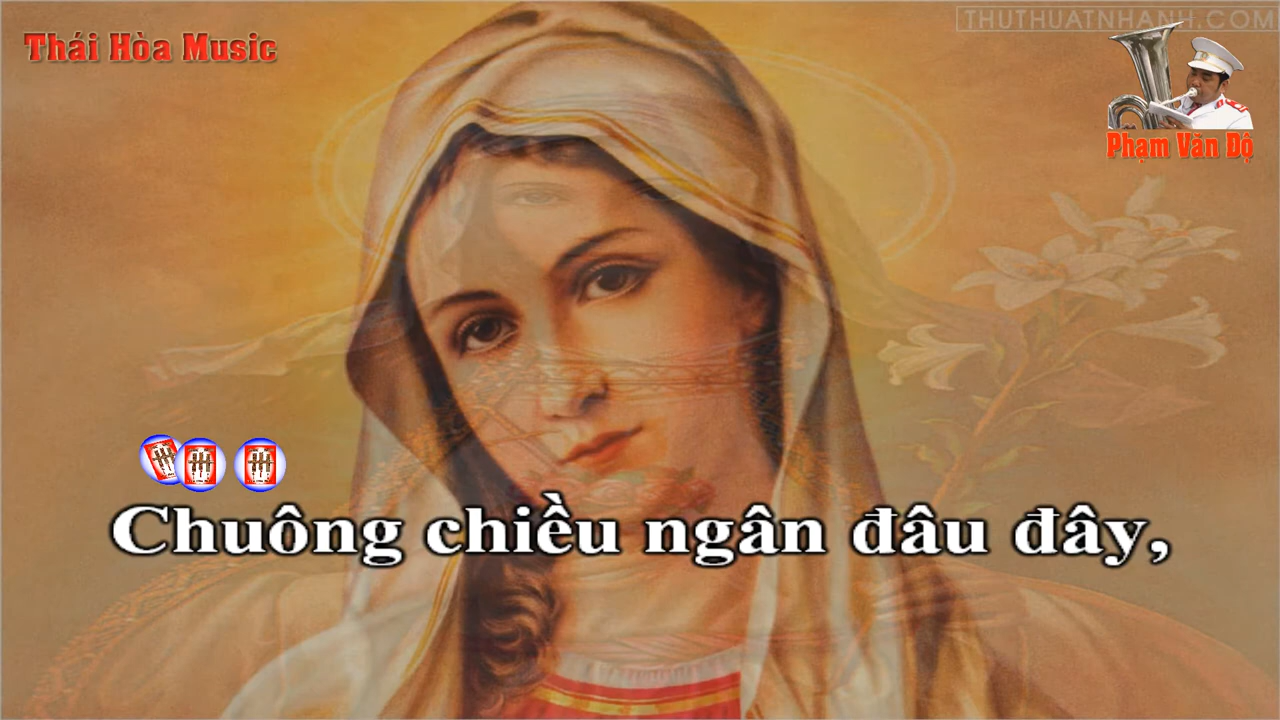 THUTHUATNHANH.COM
Thái Hòa Music
Phạm Văn Độ
Chuông chiều ngân đâu đây,